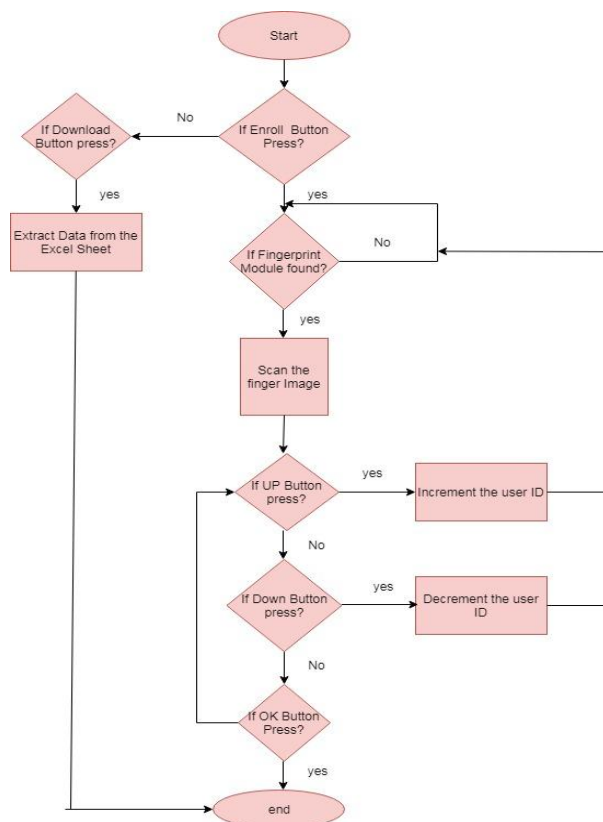 Start
If Enroll Button
Press?
No
If Download
Button press?
yes
Extract Data from the
Excel Sheet
yes
If Fingerprint
Module found?
No
yes
Scan the
finger Image
If UP Button
press?
yes
Increment the user ID
No
If Down Button
press?
yes
Decrement the user
ID
No
If OK Button
Press?
yes
end